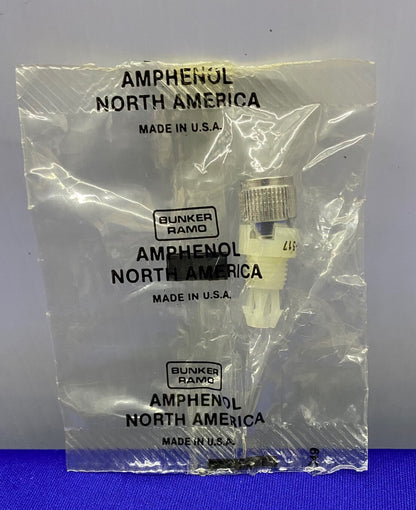 AMPHENOL
NORTH AMERICA
MADE IN U.S.A.
BUNKER
RAMO
AMPHENOL
NORTH AMERICA
MADE IN U.S.A.
BUNKER
RAMO
AMPHENOL
NORTH AMERICA
MADE IN U.S.A.